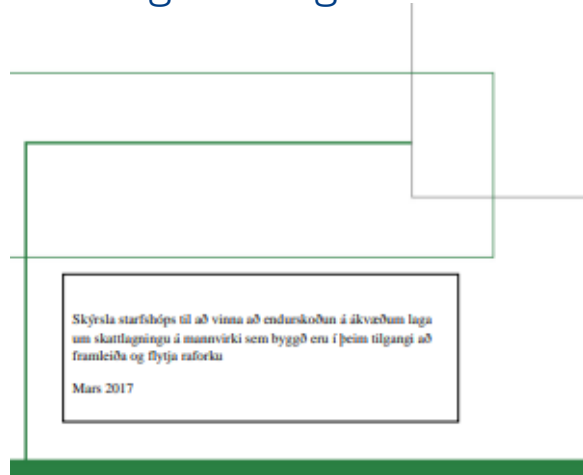 Skýrsla starfshóps til að vinna að endurskoðun á ákvæðum laga
um skattlagningu á mannvirki sem byggð eru í þeim tilgangi að
framleiða og flytja raforku
Mars 2017